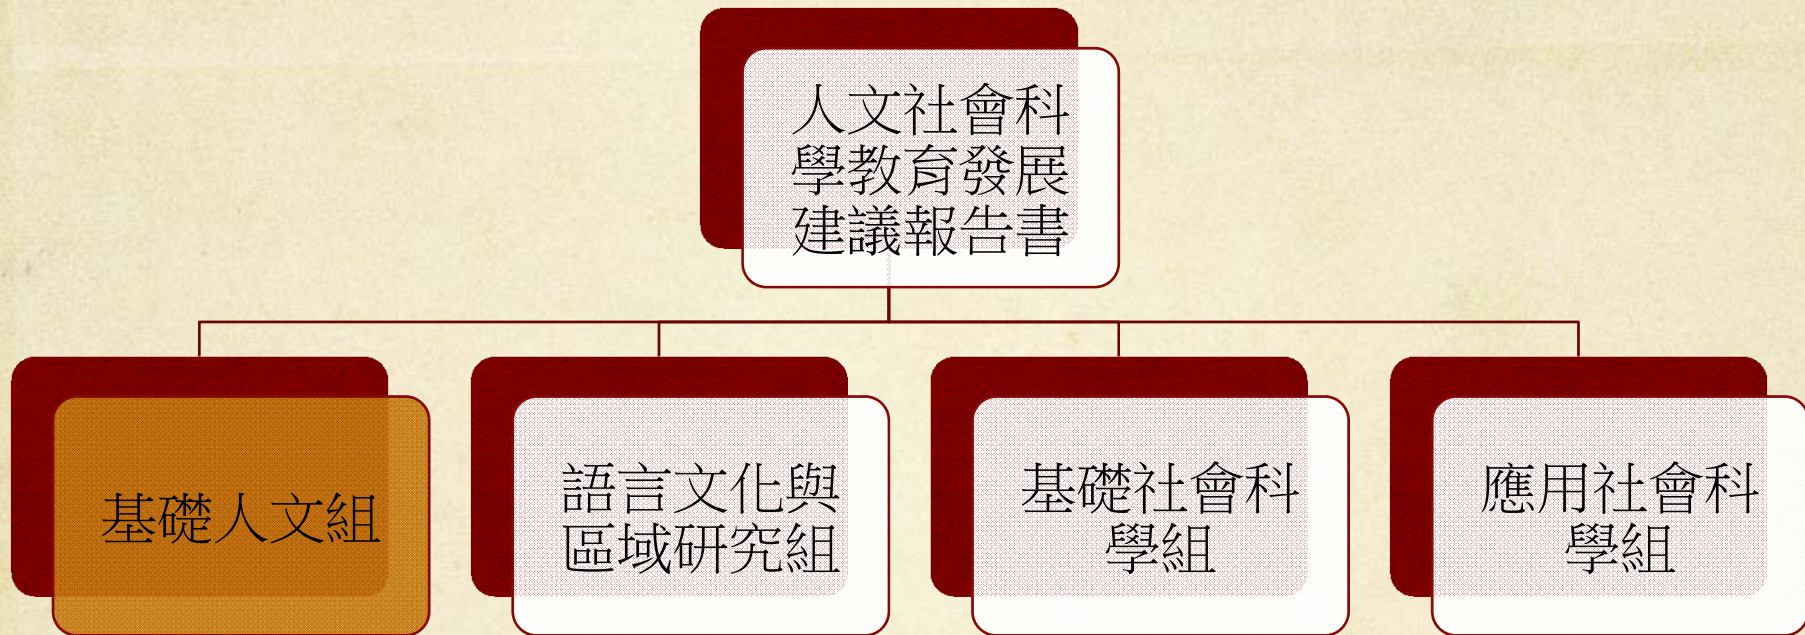 人文社會科
學教育發展
建議報告書
基礎人文組
語言文化與
區域研究組
基礎社會科
學組
應用社會科
學組